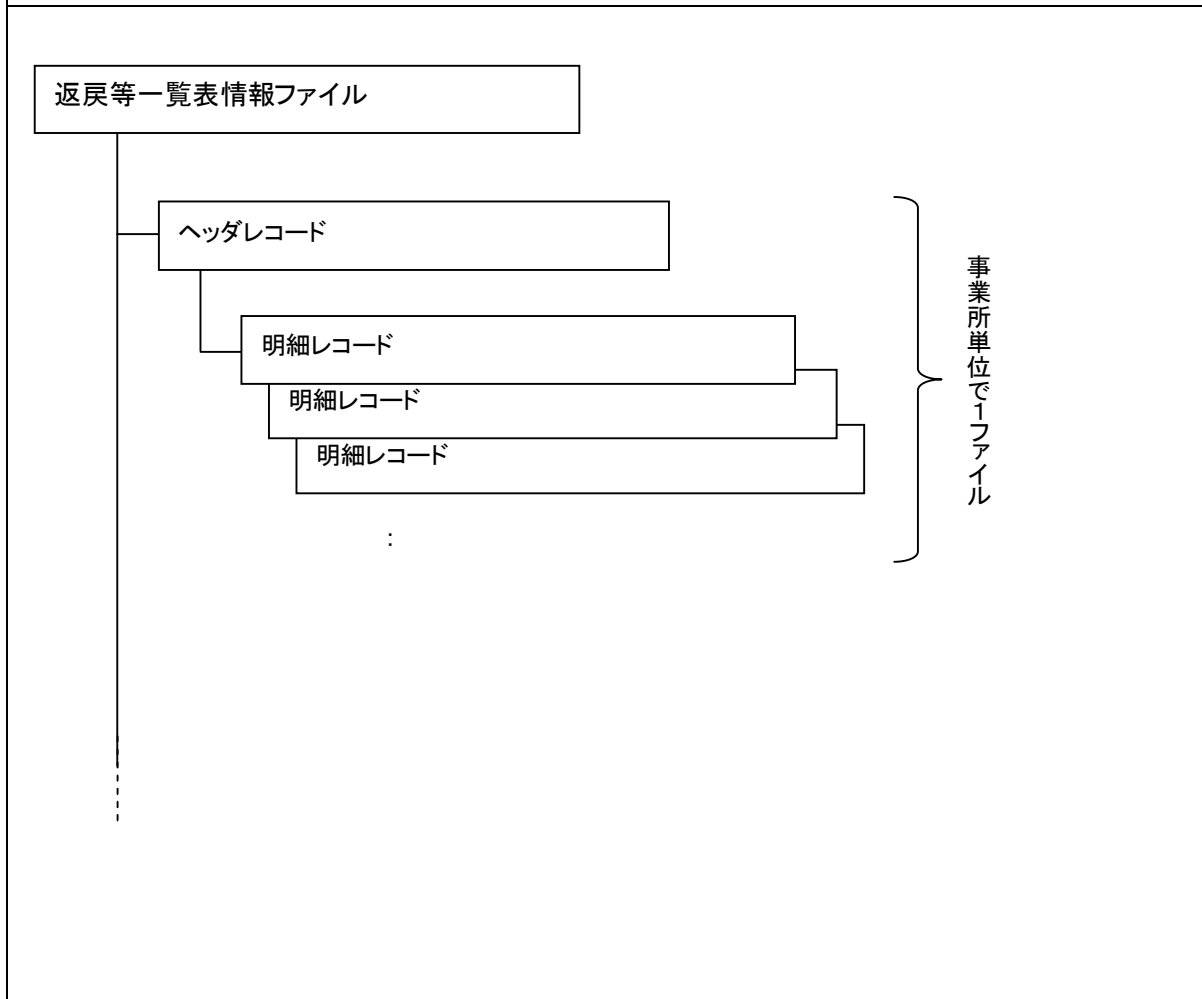 返戻等一覧表情報ファイル
ヘッダレコード
明細レコード
明細レコード
明細レコード
:
事業所単位で1ファイル